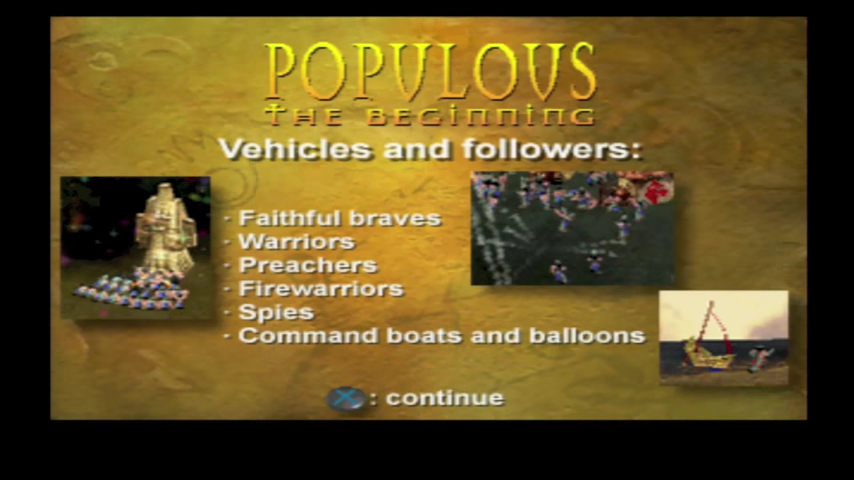 POPULOUS
THE BEGINNING
Vehicles and followers:
· Faithful braves
· Warriors
· Preachers
· Firewarriors
· Spies
· Command boats and balloons
: continue